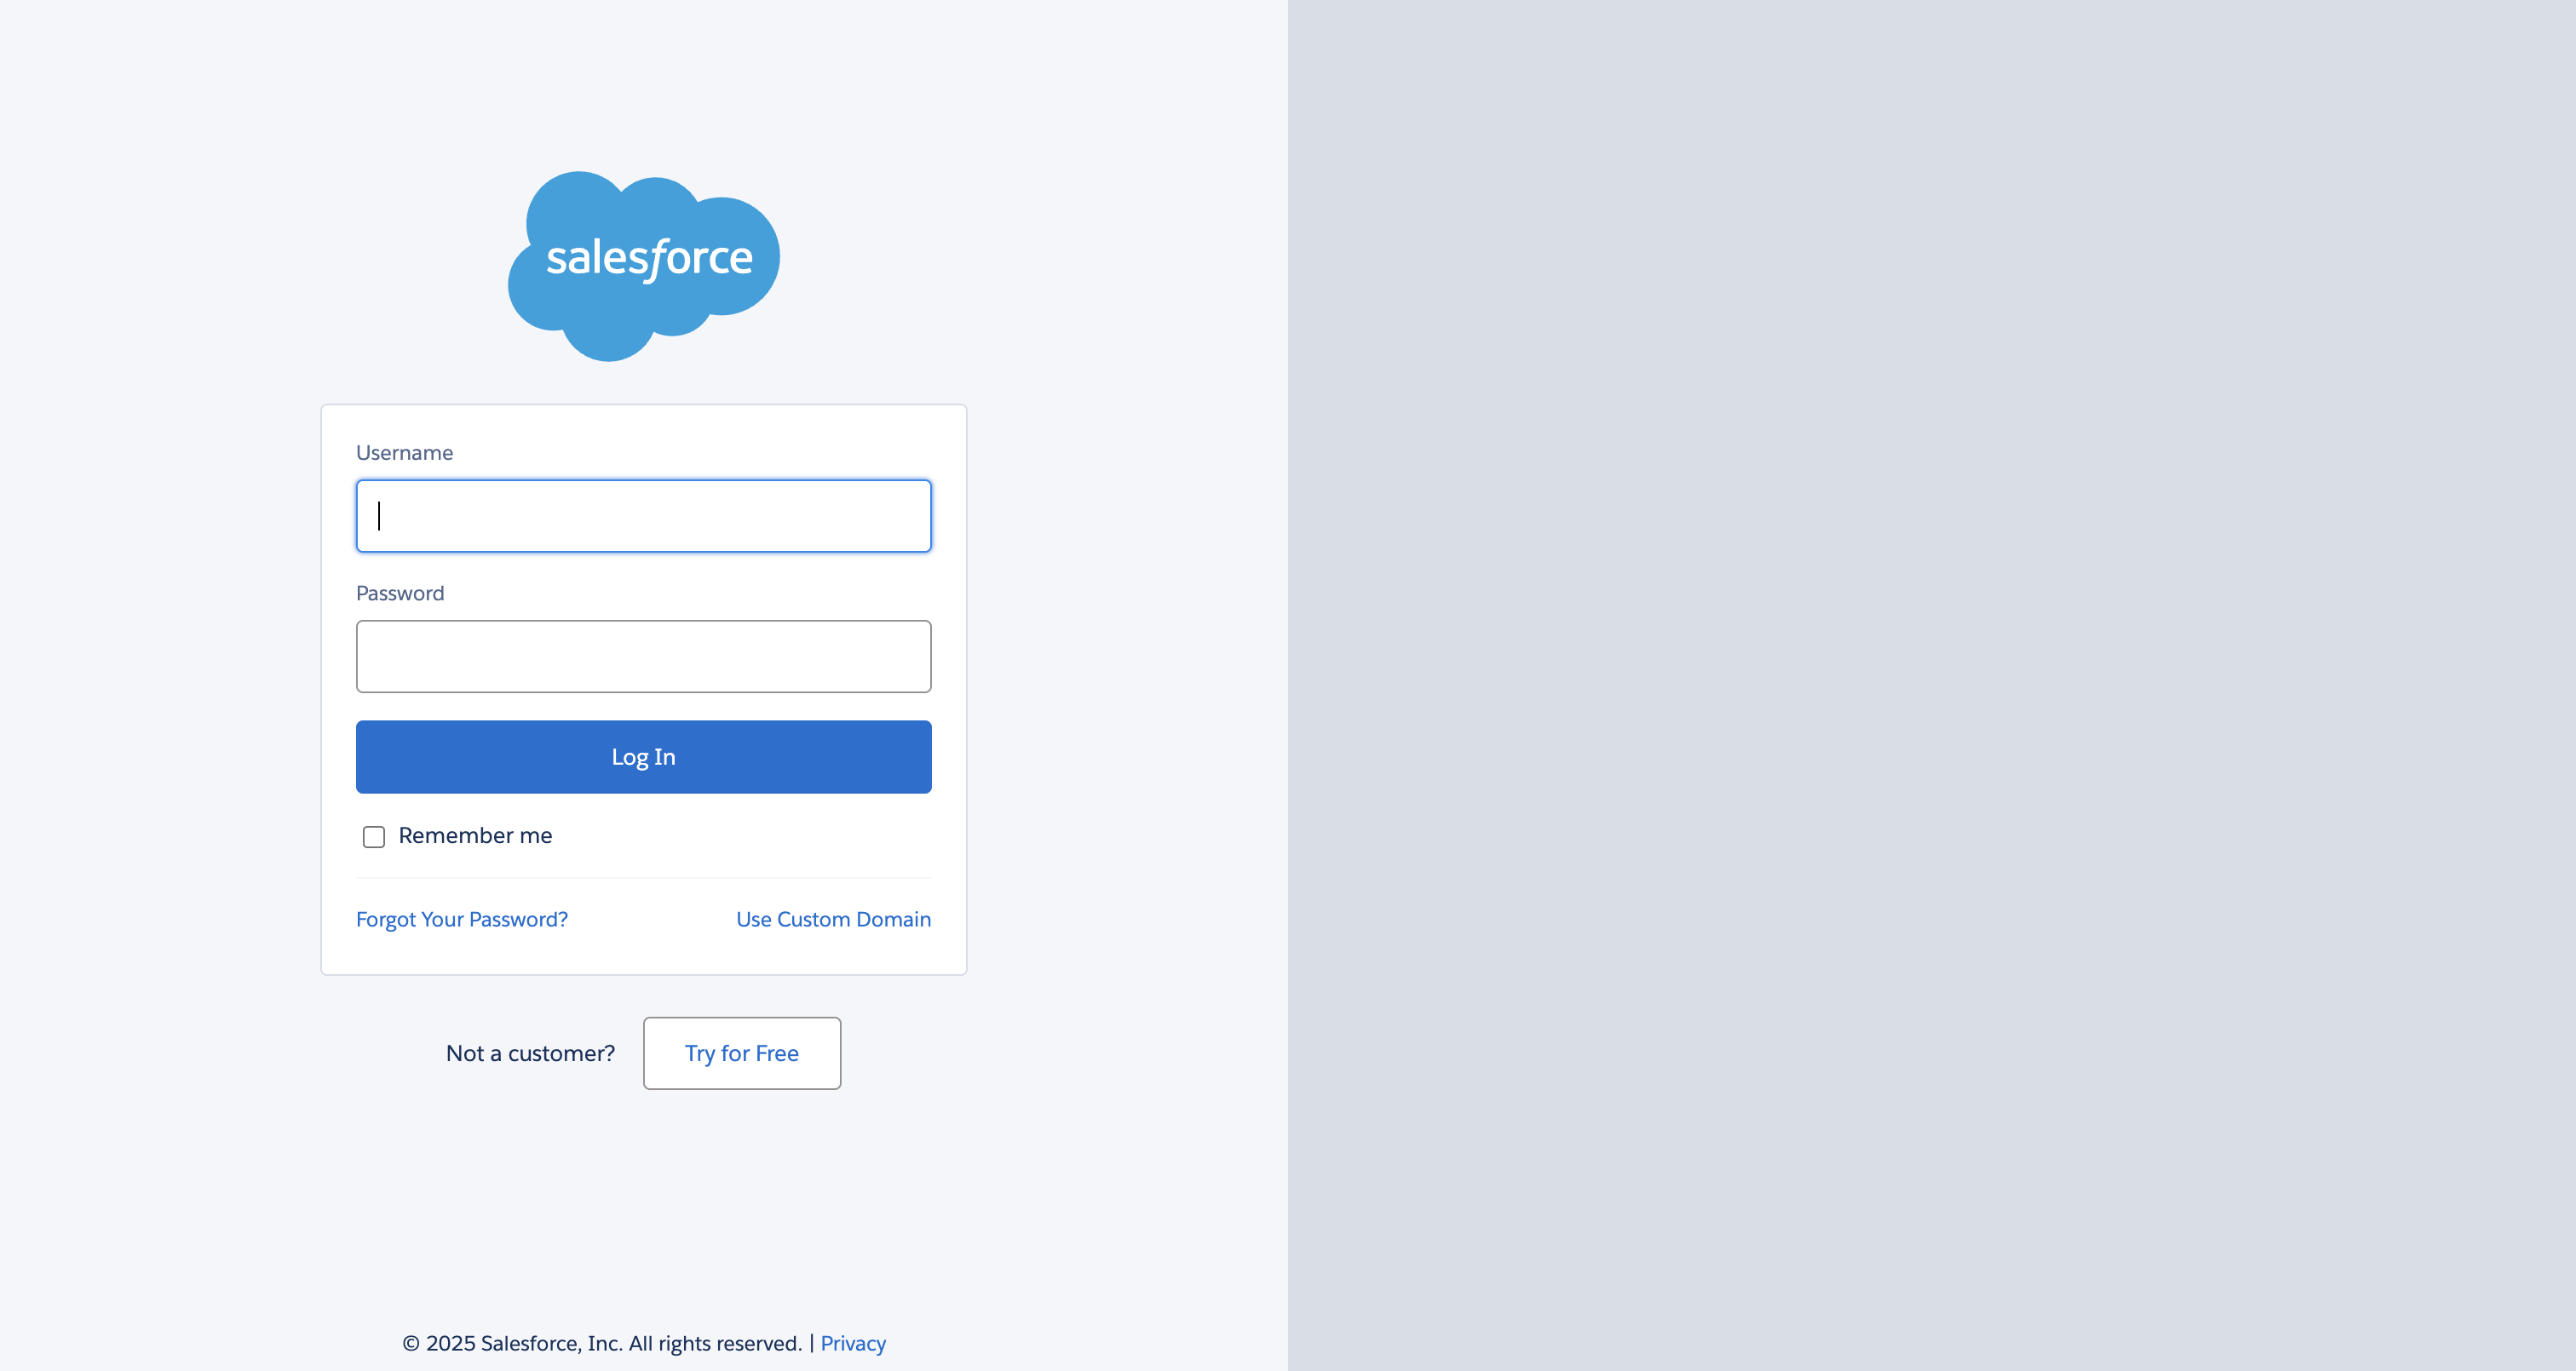 salesforce
Username
Password
Log In
Remember me
Forgot Your Password? Use Custom Domain
Not a customer? Try for Free
© 2025 Salesforce, Inc. All rights reserved. | Privacy